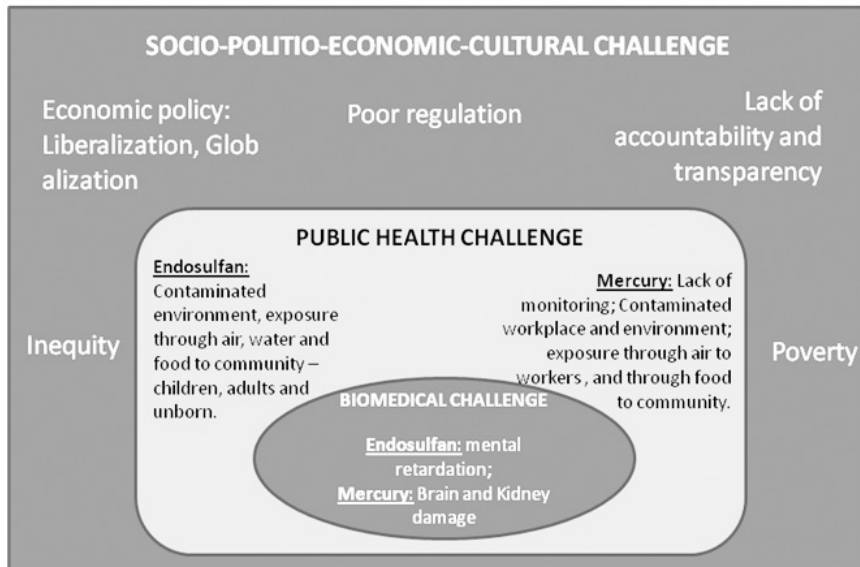 SOCIO-POLITIO-ECONOMIC-CULTURAL CHALLENGE
Economic policy:
Liberalization, Glob
alization
Poor regulation
Lack of
accountability and
transparency
Inequity
PUBLIC HEALTH CHALLENGE
Endosulfan:
Contaminated
environment, exposure
through air, water and
food to community –
children, adults and
unborn.
Mercury: Lack of
monitoring; Contaminated
workplace and environment;
exposure through air to
workers , and through food
to community.
Poverty
BIOMEDICAL CHALLENGE
Endosulfan: mental
retardation;
Mercury: Brain and Kidney
damage